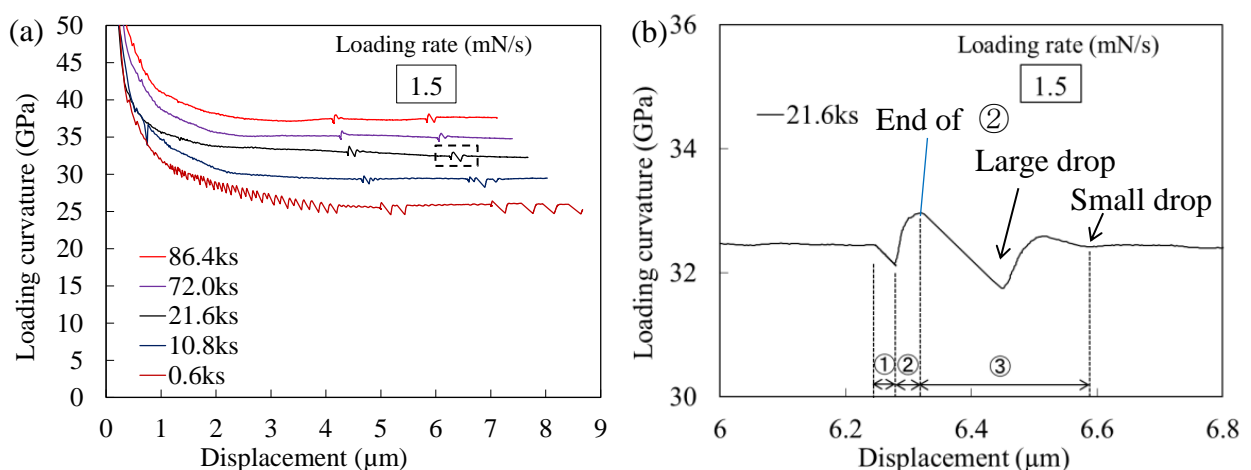 (a)
Loading curvature (GPa)
50
45
40
35
30
25
20
15
10
5
0
Loading rate (mN/s)
1.5
86.4ks
72.0ks
21.6ks
10.8ks
0.6ks
0 1 2 3 4 5 6 7 8 9
Displacement (μm)
(b)
Loading curvature (GPa)
36
34
32
30
Loading rate (mN/s)
1.5
21.6ks
End of ②
Large drop
Small drop
① ② ③
6 6.2 6.4 6.6 6.8
Displacement (μm)